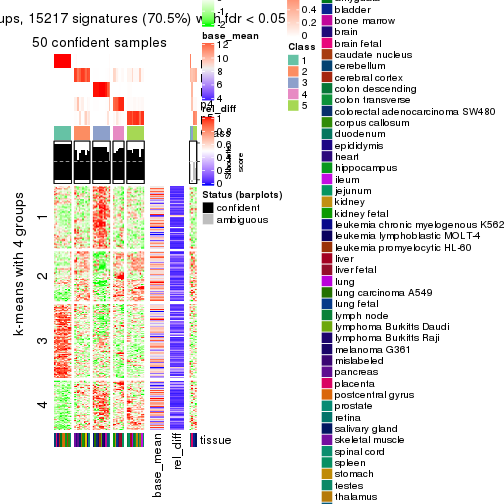 ups, 15217 signatures (70.5%) with fdr < 0.05
50 confident samples
base_mean
12
10
8
6
4
rel_diff
1
0.8
0.6
0.4
0.2
0
Status (barplots)
confident
ambiguous
0.4
0.2
0
Class
1
2
3
4
5
Silhouette
score
k-means with 4 groups
1
2
3
4
base_mean
rel_diff
tissue
bladder
bone marrow
brain
brain fetal
caudate nucleus
cerebellum
cerebral cortex
colon descending
colon transverse
colorectal adenocarcinoma SW480
corpus callosum
duodenum
epididymis
heart
hippocampus
ileum
jejunum
kidney
kidney fetal
leukemia chronic myelogenous K562
leukemia lymphoblastic MOLT-4
leukemia promyelocytic HL-60
liver
liver fetal
lung
lung carcinoma A549
lung fetal
lymph node
lymphoma Burkitts Daudi
lymphoma Burkitts Raji
melanoma G361
mislabeled
pancreas
placenta
postcentral gyrus
prostate
retina
salivary gland
skeletal muscle
spinal cord
spleen
stomach
testes
thalamus